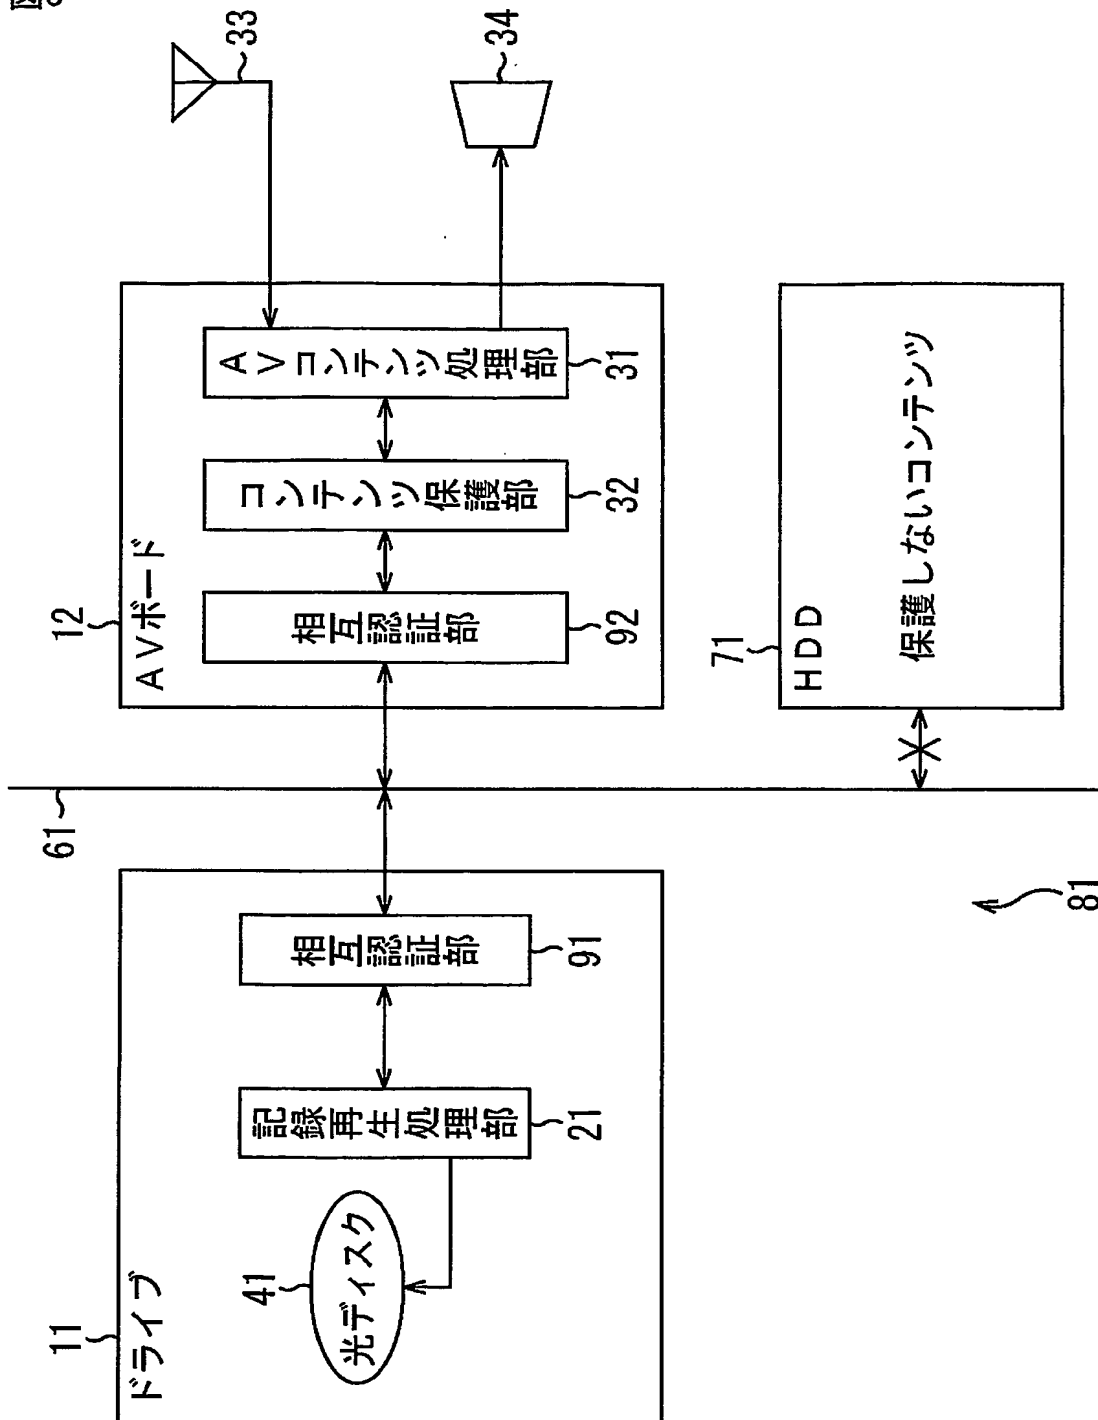 11
ドライブ
41
光ディスク
記録再生処理部
21
相互認証部
91
61
12
AVボード
相互認証部
92
コンテンツ保護部
32
AVコンテンツ処理部
31
33
34
71
HDD
保護しないコンテンツ
81